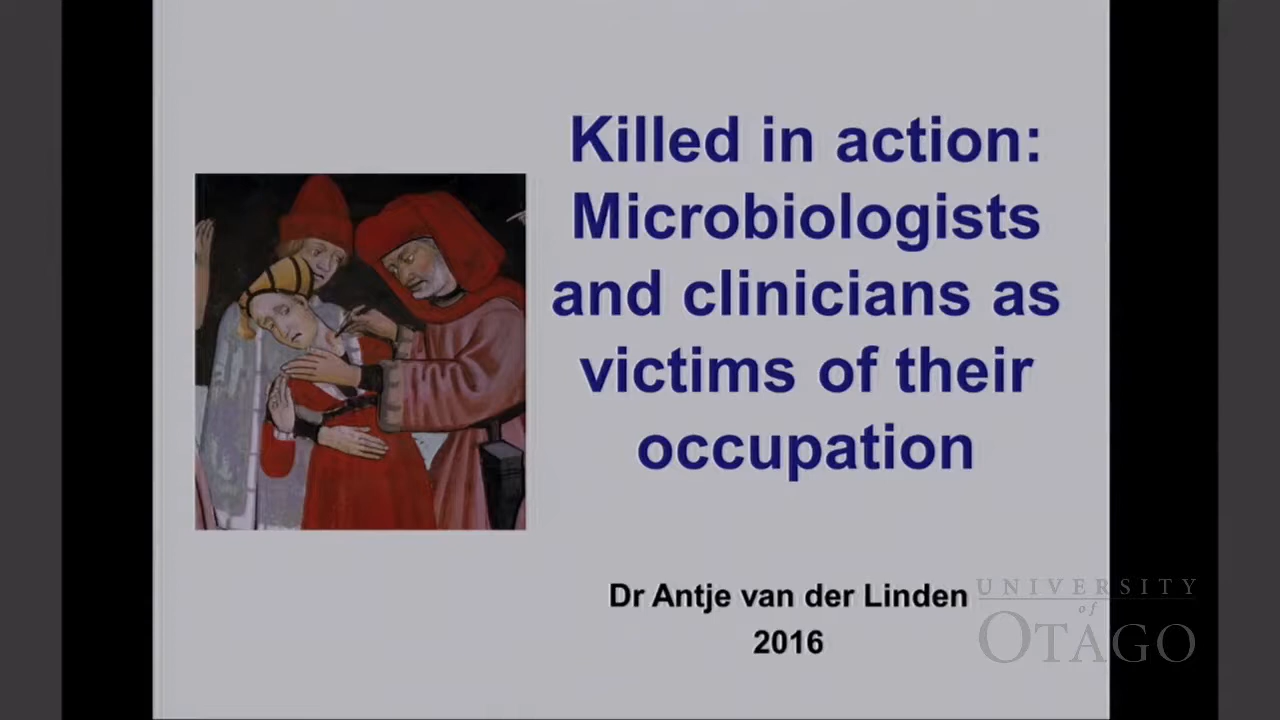 Killed in action:
Microbiologists
and clinicians as
victims of their
occupation
Dr Antje van der Linden
2016
UNIVERSITY
of
OTAGO